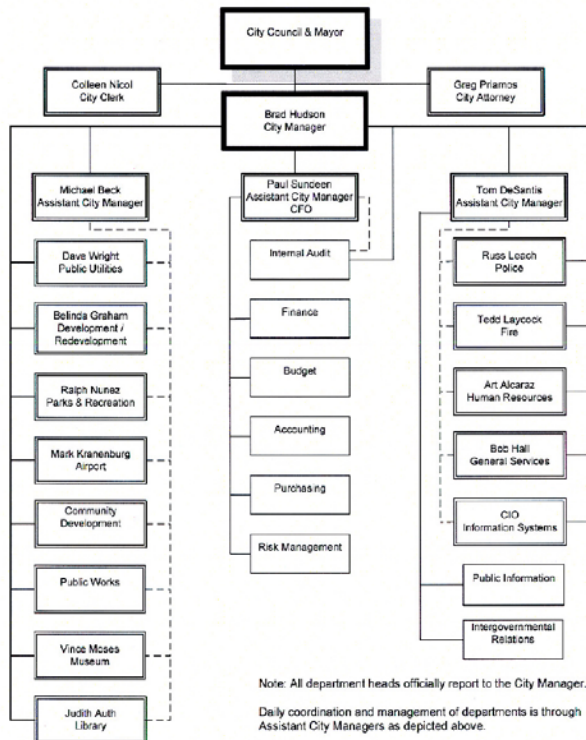 City Council & Mayor
Colleen Nicol
City Clerk
Greg Priamos
City Attorney
Brad Hudson
City Manager
Michael Beck
Assistant City Manager
Paul Sundeen
Assistant City Manager
CFO
Tom DeSantis
Assistant City Manager
Dave Wright
Public Utilities
Belinda Graham
Development /
Redevelopment
Ralph Nunez
Parks & Recreation
Mark Kranenburg
Airport
Community
Development
Public Works
Vince Moses
Museum
Judith Auth
Library
Internal Audit
Finance
Budget
Accounting
Purchasing
Risk Management
Russ Leach
Police
Tedd Laycock
Fire
Art Alcaraz
Human Resources
Bob Hall
General Services
CIO
Information Systems
Public Information
Intergovernmental
Relations
Note: All department heads officially report to the City Manager.
Daily coordination and management of departments is through
Assistant City Managers as depicted above.